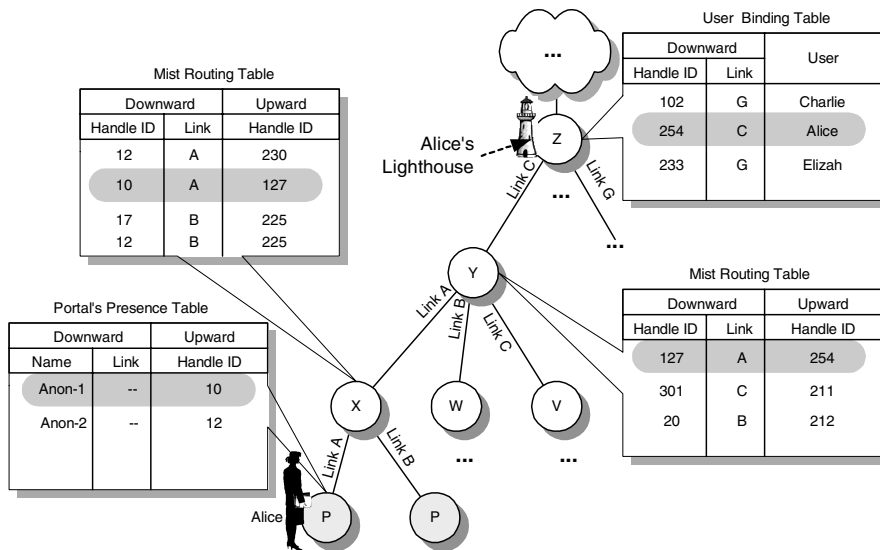 User Binding Table
Downward User
Handle ID Link
102 G Charlie
254 C Alice
233 G Elizah
...
Mist Routing Table
Downward Upward
Handle ID Link Handle ID
12 A 230
10 A 127
17 B 225
12 B 225
Alice's
Lighthouse
Z
Link C
Link G
...
...
Y
Link A
Link B
Link C
Mist Routing Table
Downward Upward
Handle ID Link Handle ID
127 A 254
301 C 211
20 B 212
Portal's Presence Table
Downward Upward
Name Link Handle ID
Anon-1 -- 10
Anon-2 -- 12
X
W
V
...
...
Link A
Link B
Alice
P
P